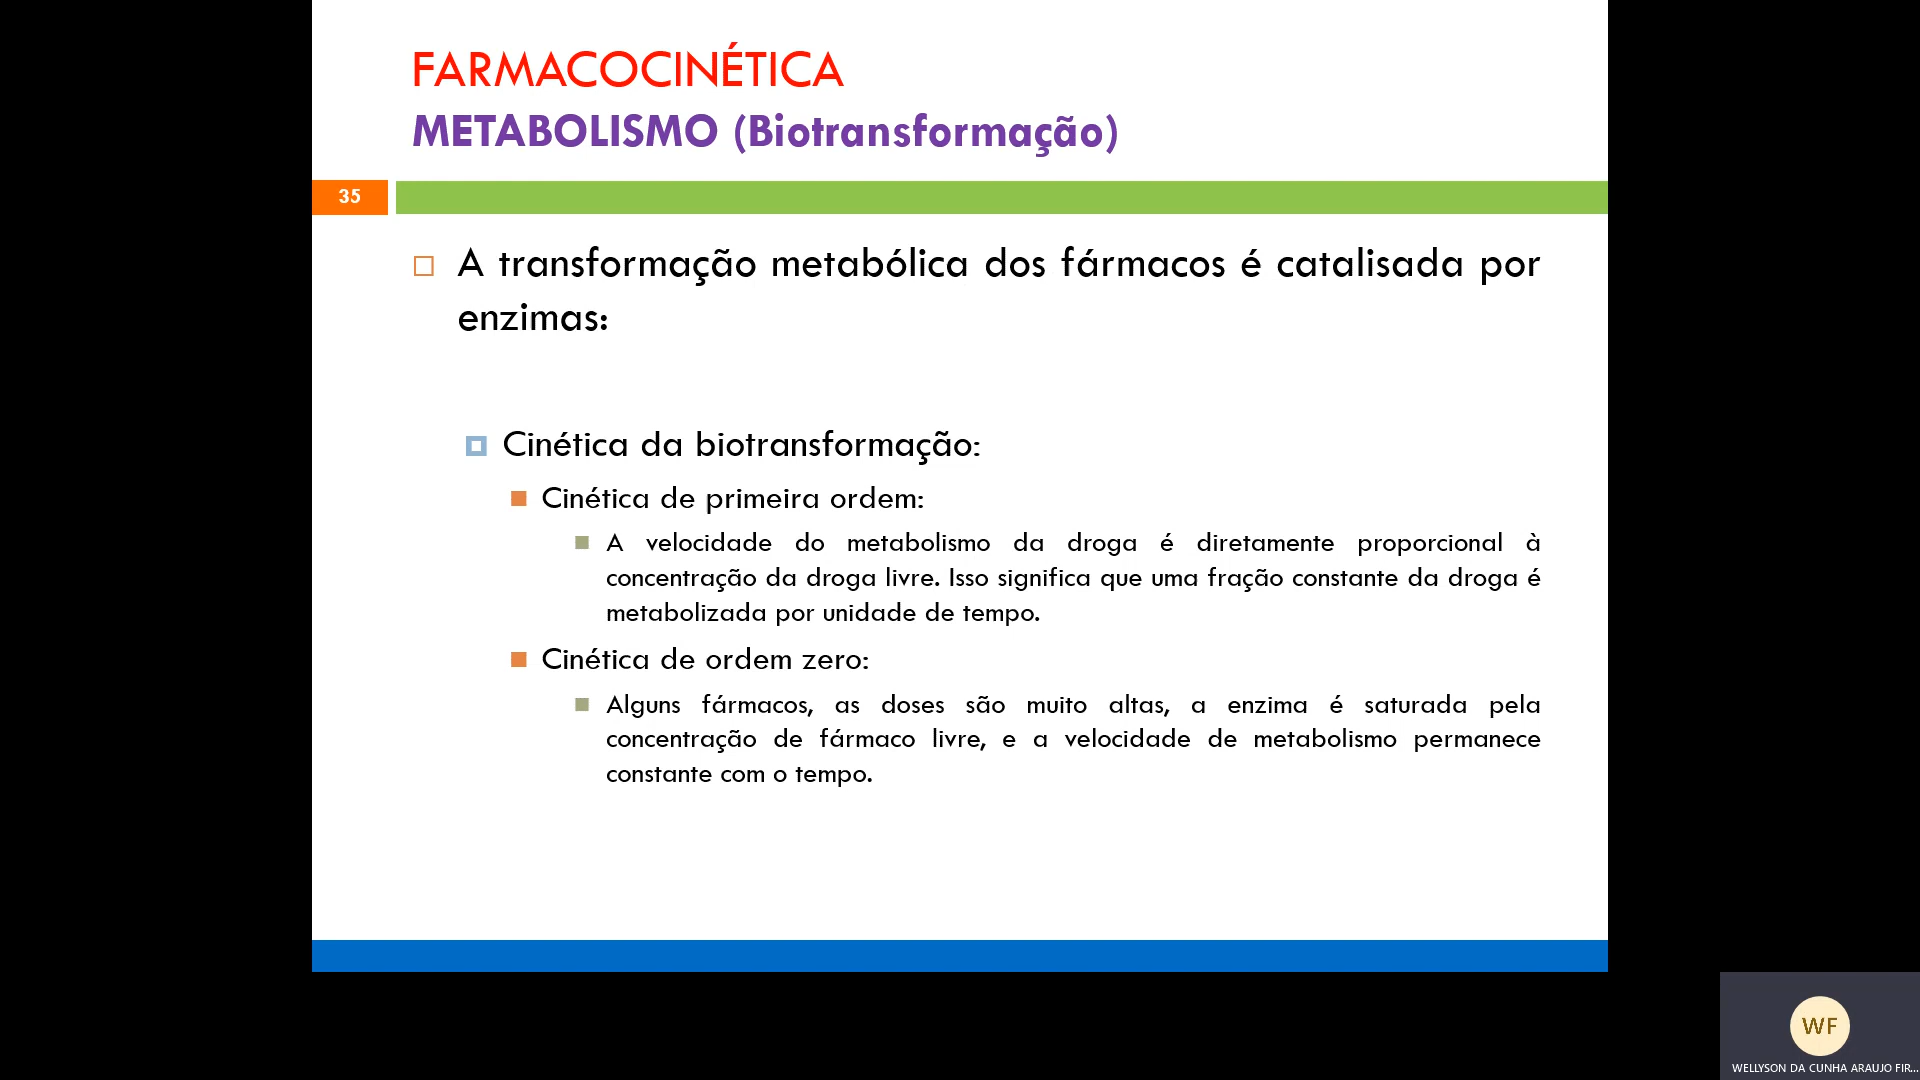 FARMACOCINÉTICA
METABOLISMO (Biotransformação)
35
A transformação metabólica dos fármacos é catalisada por
enzimas:
Cinética da biotransformação:
Cinética de primeira ordem:
A velocidade do metabolismo da droga é diretamente proporcional à
concentração da droga livre. Isso significa que uma fração constante da droga é
metabolizada por unidade de tempo.
Cinética de ordem zero:
Alguns fármacos, as doses são muito altas, a enzima é saturada pela
concentração de fármaco livre, e a velocidade de metabolismo permanece
constante com o tempo.
WF
WELLYSON DA CUNHA ARAUJO FIR...